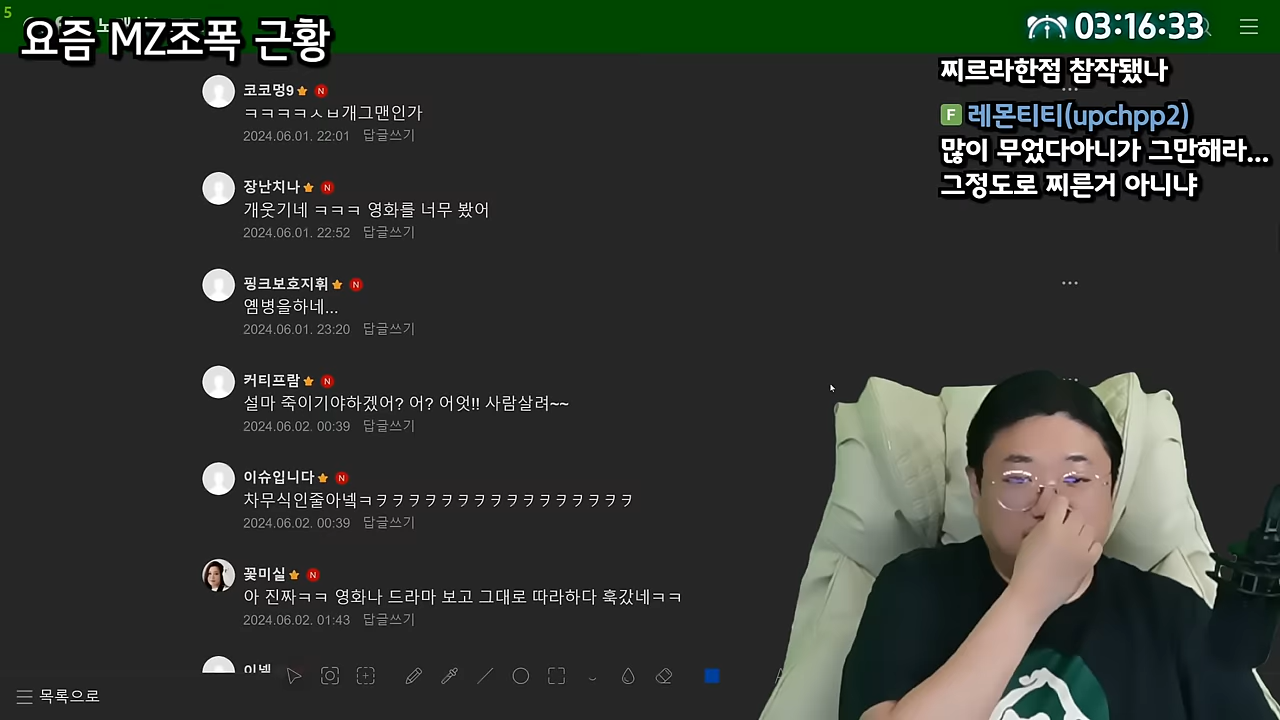 5
요즘 MZ조폭 근황
03:16:33
찌르라한점 참작됐나
F 레몬티티(upchpp2)
많이 무었다아니가 그만해라...
그정도로 찌른거 아니냐
코코멍9 N
ㅋㅋㅋㅋㅅㅂ개그맨인가
2024.06.01. 22:01 답글쓰기
장난치나 N
개웃기네 ㅋㅋㅋ 영화를 너무 봤어
2024.06.01. 22:52 답글쓰기
핑크보호지휘 N
옘병을하네...
2024.06.01. 23:20 답글쓰기
커티프람 N
설마 죽이기야하겠어? 어? 어엇!! 사람살려~~
2024.06.02. 00:39 답글쓰기
이슈입니다 N
차무식인줄아넼ㅋㅋㅋㅋㅋㅋㅋㅋㅋㅋㅋㅋㅋㅋㅋㅋㅋ
2024.06.02. 00:39 답글쓰기
꽃미실 N
아 진짜ㅋㅋ 영화나 드라마 보고 그대로 따라하다 훅갔네ㅋㅋ
2024.06.02. 01:43 답글쓰기
목록으로